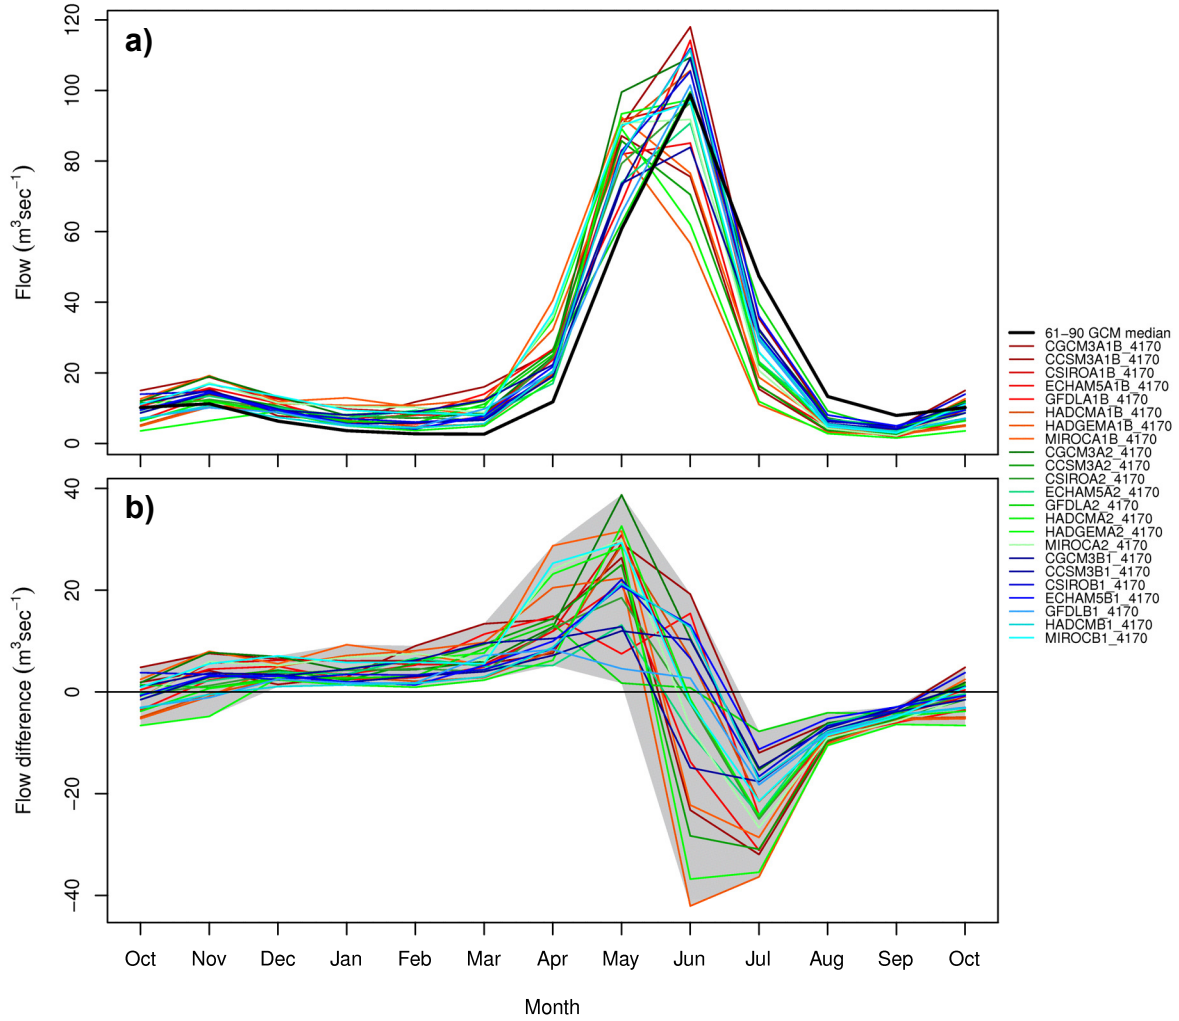 a)
120
100
80
60
40
20
0
Flow (m³sec⁻¹)
61−90 GCM median
CGCM3A1B_4170
CCSM3A1B_4170
CSIROA1B_4170
ECHAM5A1B_4170
GFDLA1B_4170
HADCMA1B_4170
HADGEMA1B_4170
MIROCA1B_4170
CGCM3A2_4170
CCSM3A2_4170
CSIROA2_4170
ECHAM5A2_4170
GFDLA2_4170
HADCMA2_4170
HADGEMA2_4170
MIROCA2_4170
CGCM3B1_4170
CCSM3B1_4170
CSIROB1_4170
ECHAM5B1_4170
GFDLB1_4170
HADCMB1_4170
MIROCB1_4170
b)
40
20
0
−20
−40
Flow difference (m³sec⁻¹)
Oct Nov Dec Jan Feb Mar Apr May Jun Jul Aug Sep Oct
Month